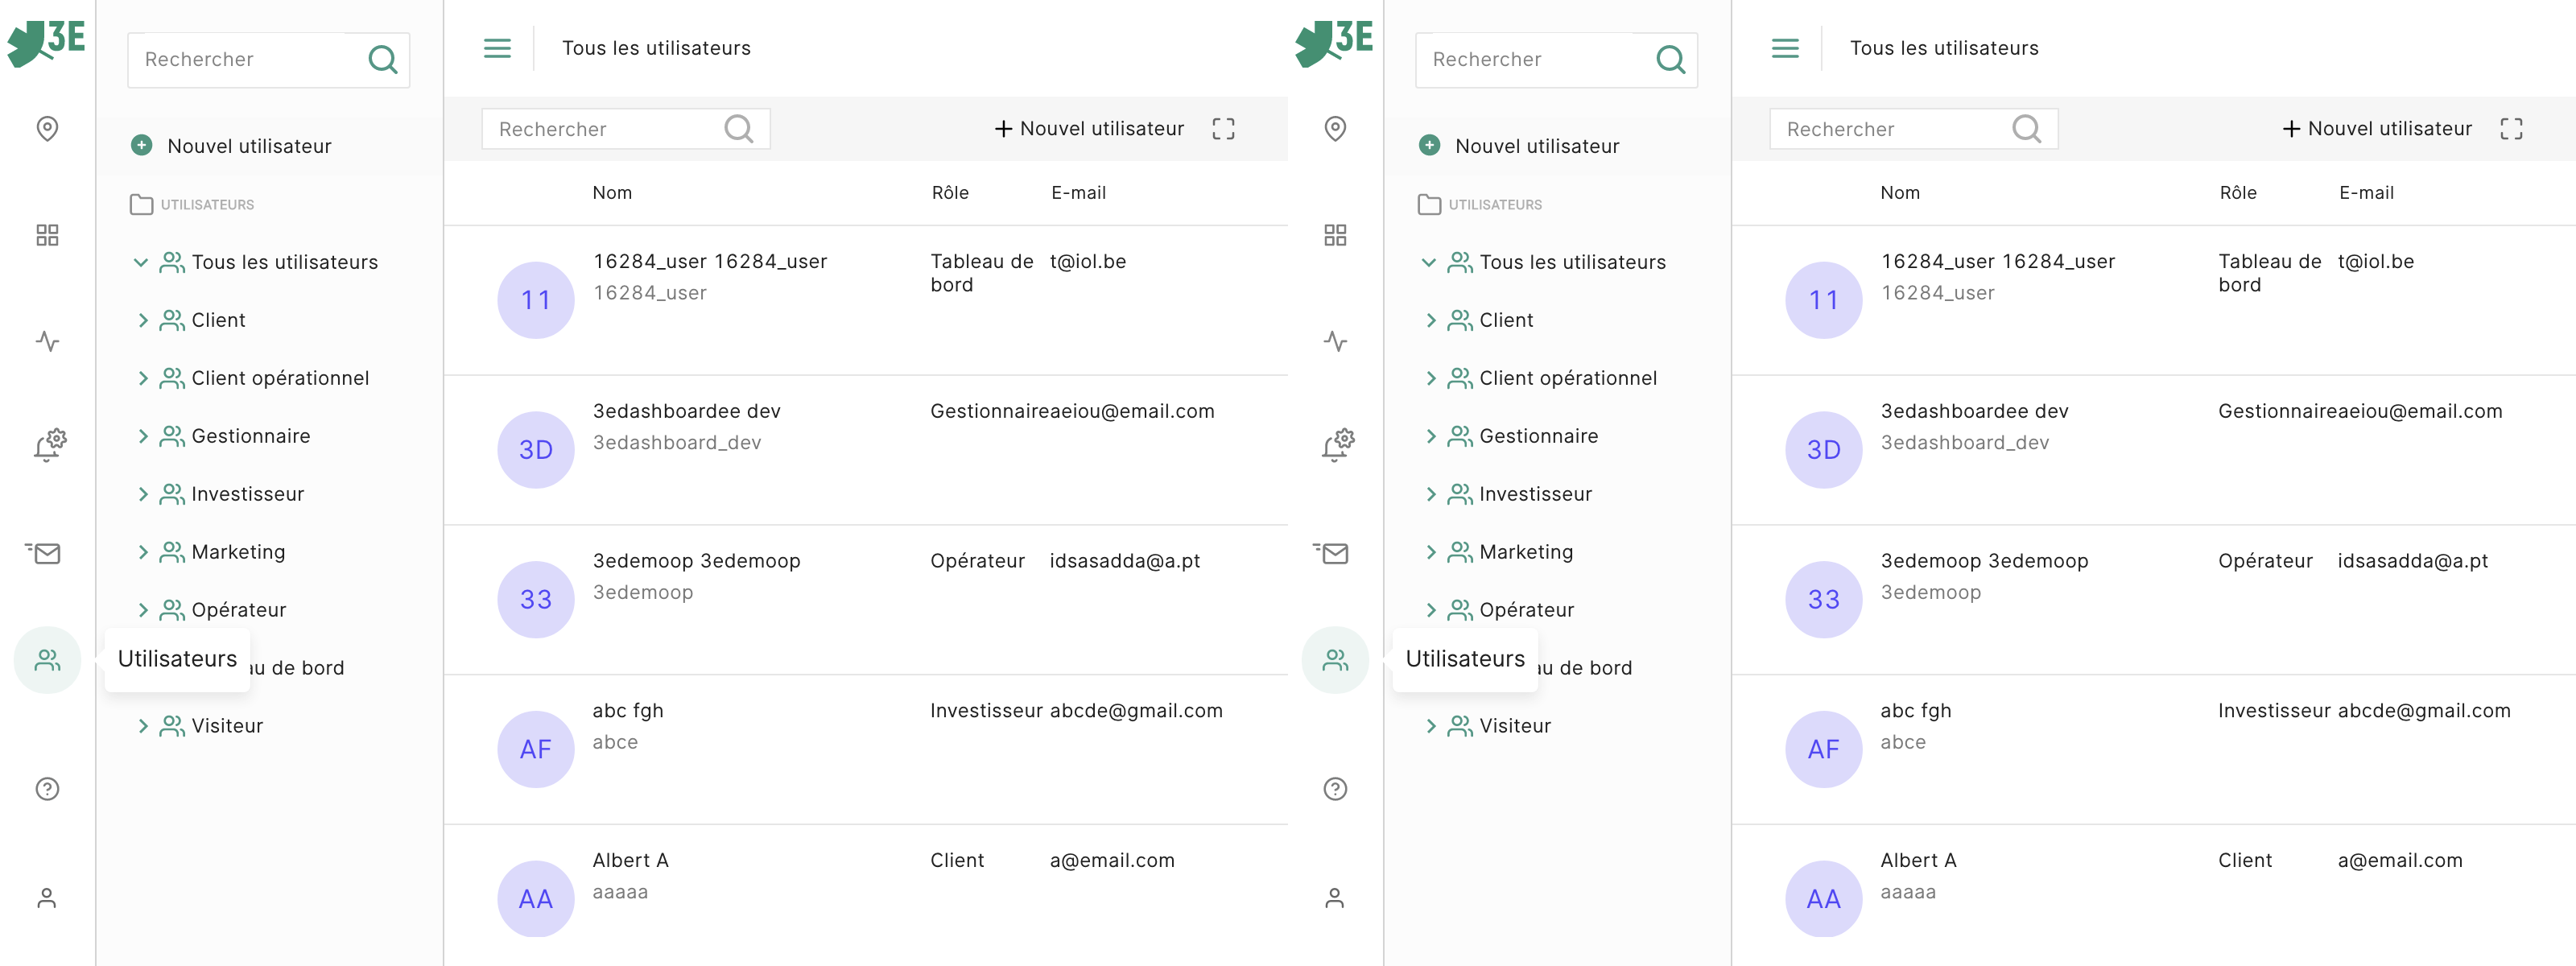 3E
Rechercher
Nouvel utilisateur
UTILISATEURS
Tous les utilisateurs
Client
Client opérationnel
Gestionnaire
Investisseur
Marketing
Opérateur
Utilisateurs
au de bord
Visiteur
Tous les utilisateurs
Rechercher
Nouvel utilisateur
Nom Rôle E-mail
11
16284_user 16284_user
16284_user
Tableau de
bord
t@iol.be
3D
3edashboardee dev
3edashboard_dev
Gestionnaire
aeiou@email.com
33
3edemoop 3edemoop
3edemoop
Opérateur
idsasadda@a.pt
AF
abc fgh
abce
Investisseur
abcde@gmail.com
AA
Albert A
aaaaa
Client
a@email.com
3E
Rechercher
Nouvel utilisateur
UTILISATEURS
Tous les utilisateurs
Client
Client opérationnel
Gestionnaire
Investisseur
Marketing
Opérateur
Utilisateurs
au de bord
Visiteur
Tous les utilisateurs
Rechercher
Nouvel utilisateur
Nom Rôle E-mail
11
16284_user 16284_user
16284_user
Tableau de
bord
t@iol.be
3D
3edashboardee dev
3edashboard_dev
Gestionnaire
aeiou@email.com
33
3edemoop 3edemoop
3edemoop
Opérateur
idsasadda@a.pt
AF
abc fgh
abce
Investisseur
abcde@gmail.com
AA
Albert A
aaaaa
Client
a@email.com